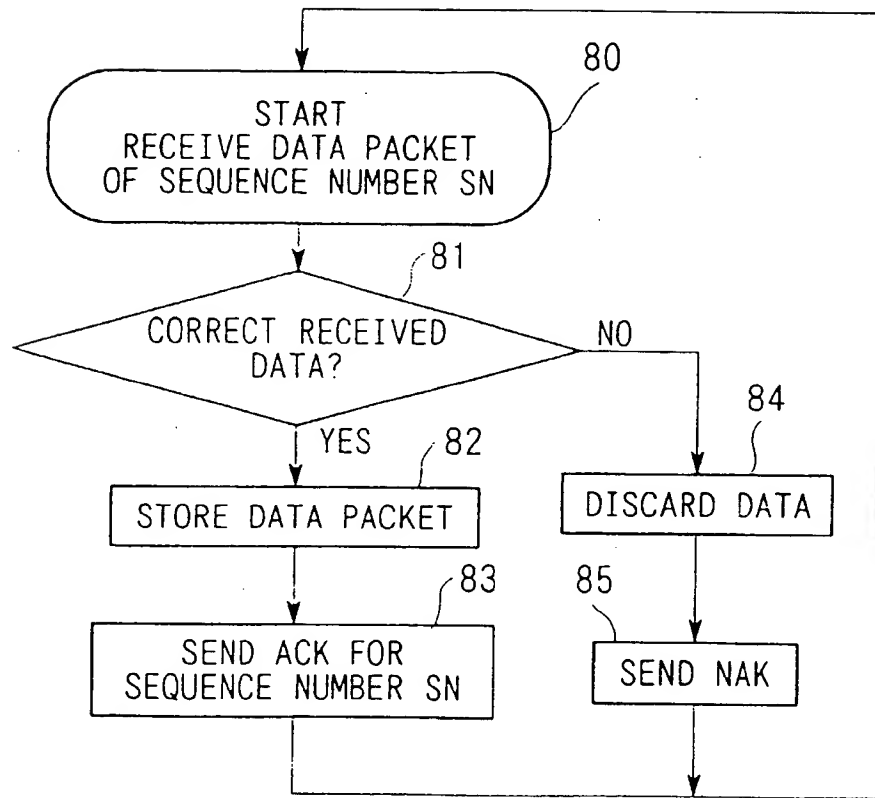 80
START
RECEIVE DATA PACKET
OF SEQUENCE NUMBER SN
81
CORRECT RECEIVED
DATA?
NO
YES
82
STORE DATA PACKET
84
DISCARD DATA
83
SEND ACK FOR
SEQUENCE NUMBER SN
85
SEND NAK